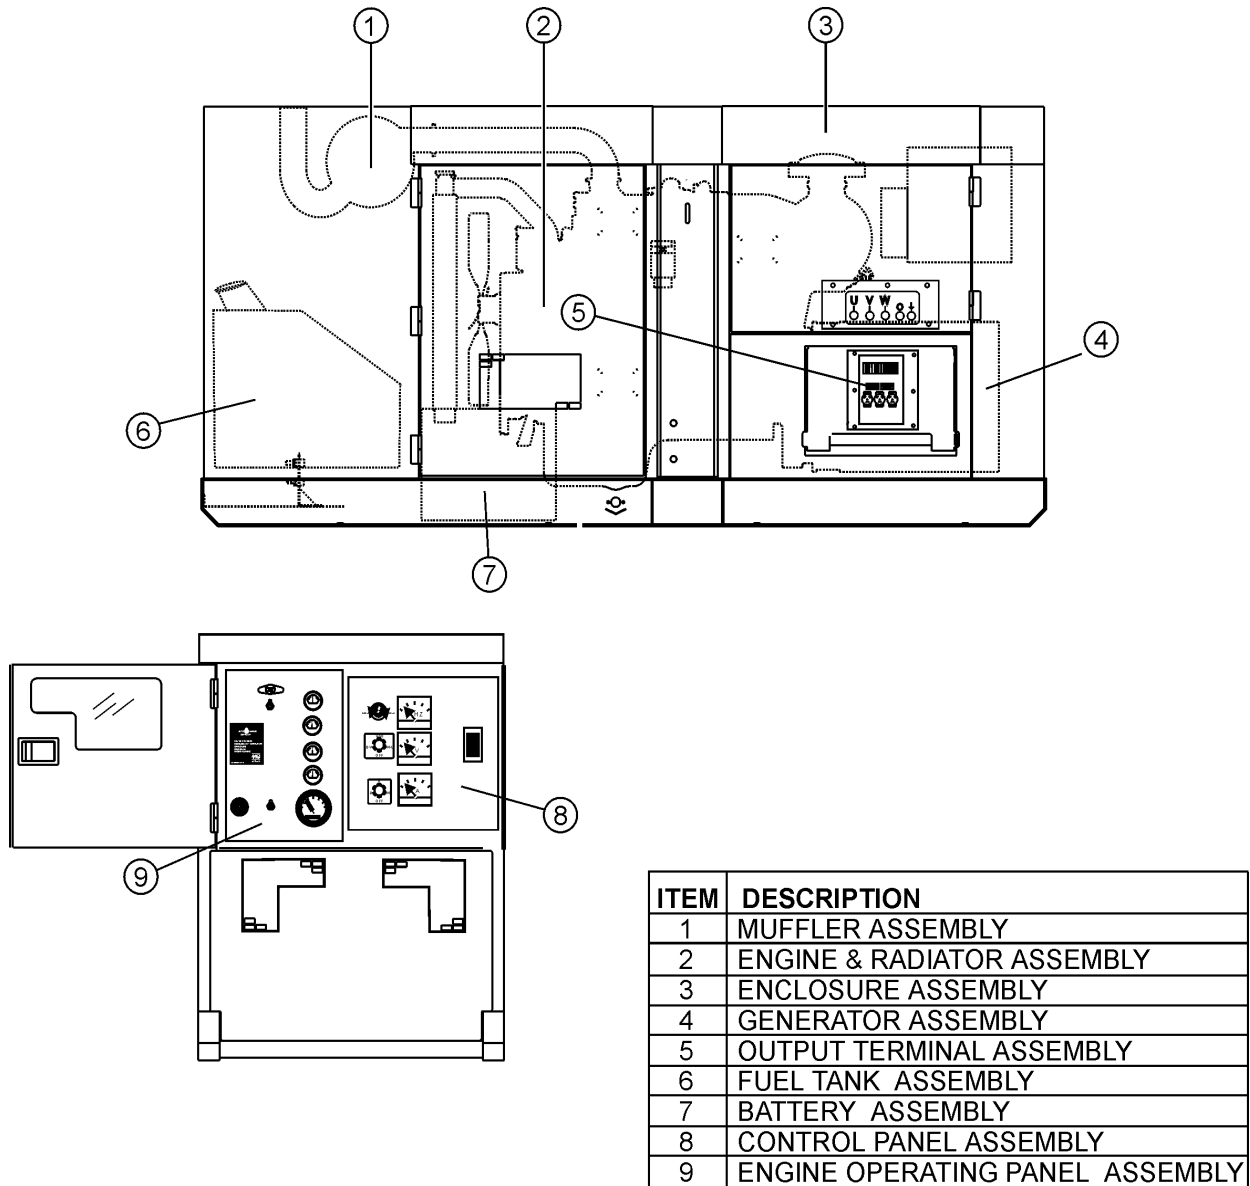 1 2 3
U V W O
5
4
6
7
HZ
A
8
9
ITEM DESCRIPTION
1 MUFFLER ASSEMBLY
2 ENGINE & RADIATOR ASSEMBLY
3 ENCLOSURE ASSEMBLY
4 GENERATOR ASSEMBLY
5 OUTPUT TERMINAL ASSEMBLY
6 FUEL TANK ASSEMBLY
7 BATTERY ASSEMBLY
8 CONTROL PANEL ASSEMBLY
9 ENGINE OPERATING PANEL ASSEMBLY